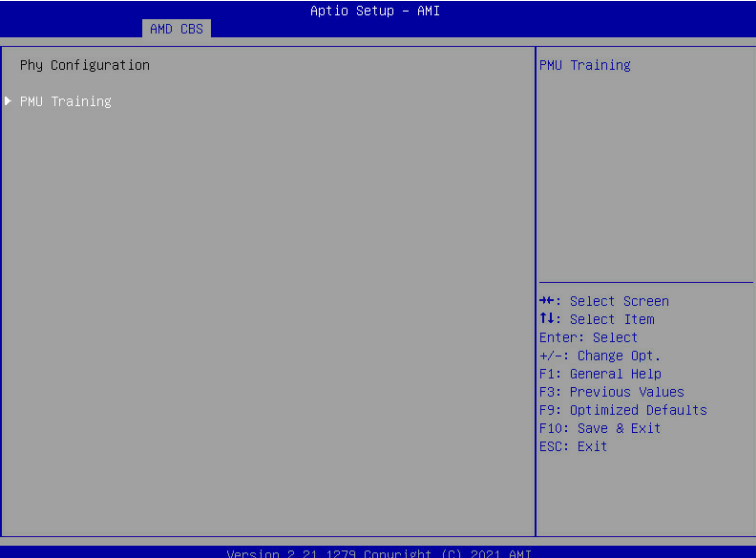 Aptio Setup – AMI
AMD CBS
Phy Configuration
PMU Training
PMU Training
→←: Select Screen
↑↓: Select Item
Enter: Select
+/-: Change Opt.
F1: General Help
F3: Previous Values
F9: Optimized Defaults
F10: Save & Exit
ESC: Exit
Version 2.21.1279 Copyright (C) 2021 AMI